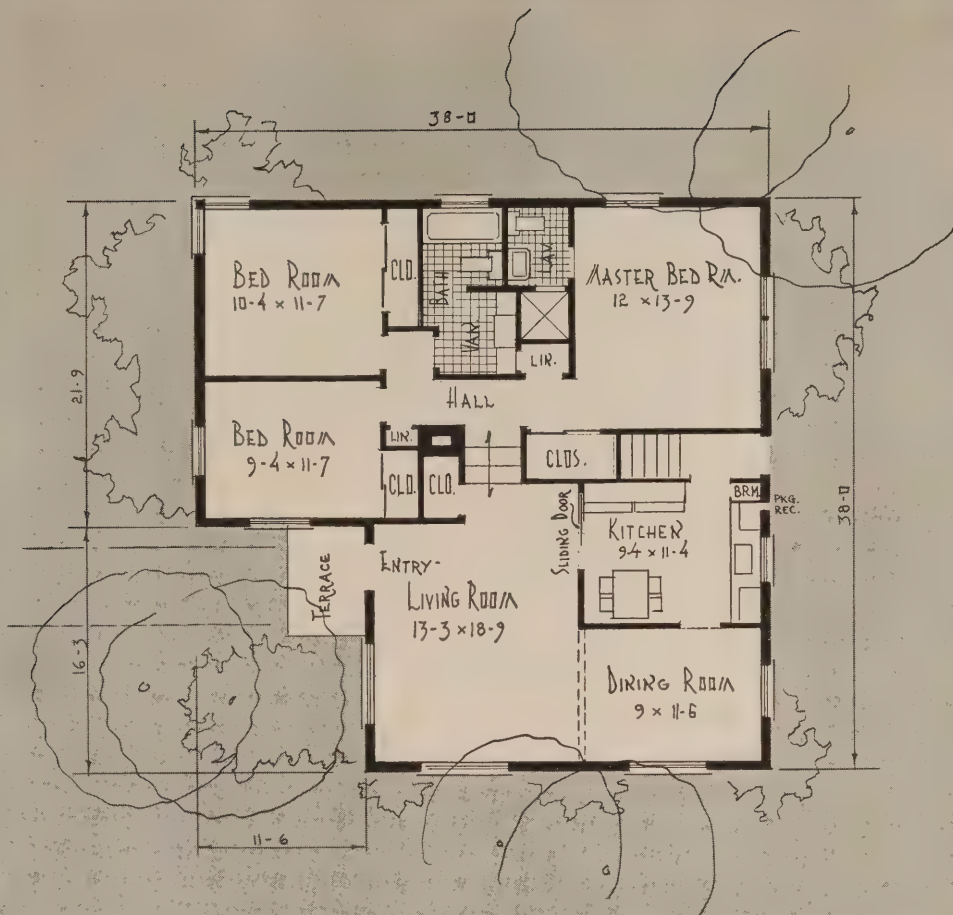 38-0
BED ROOM
10-4 x 11-7
CLO.
BATH
VAN.
LAV.
MASTER BED RM.
12 x 13-9
LIN.
21-9
HALL
BED ROOM
9-4 x 11-7
LIN.
CLO.
CLO.
CLOS.
BRM.
PKG.
REC.
38-0
SLIDING DOOR
KITCHEN
9-4 x 11-4
TERRACE
ENTRY-
LIVING ROOM
13-3 x 18-9
16-3
DINING ROOM
9 x 11-6
11-6